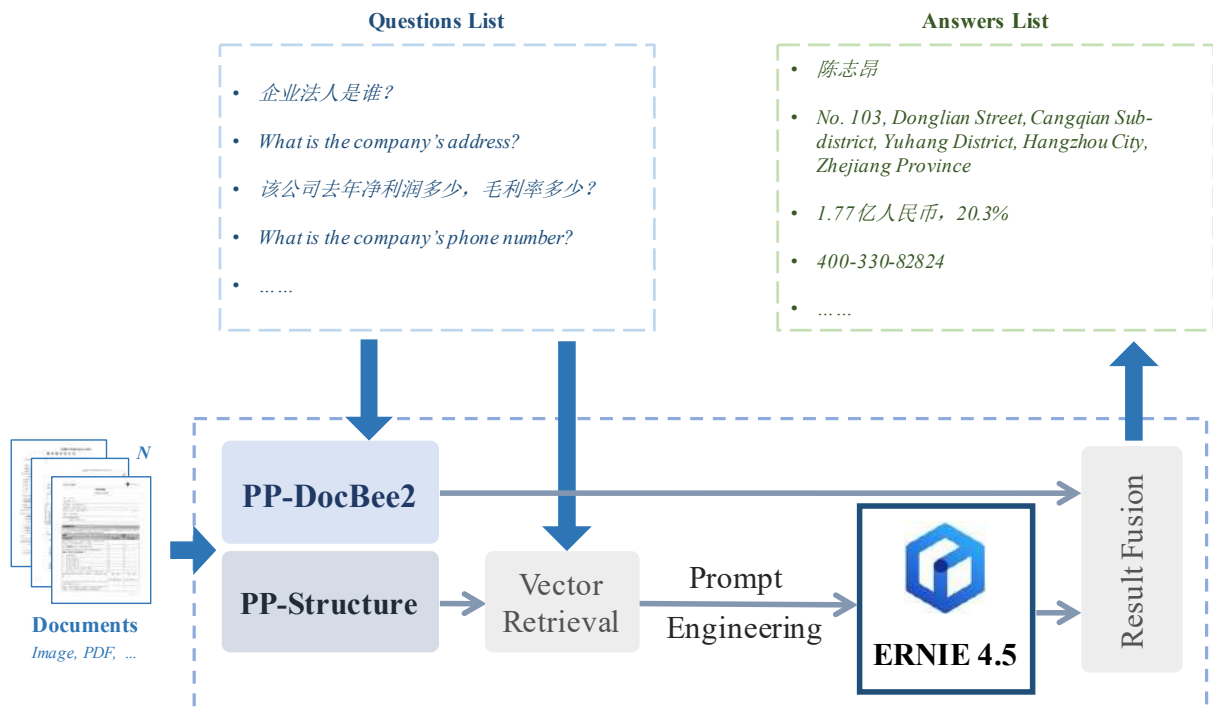 Questions List
• 企业法人是谁？
• What is the company's address?
• 该公司去年净利润多少，毛利率多少？
• What is the company's phone number?
• ……
Answers List
• 陈志昂
• No. 103, Donglian Street, Cangqian Sub-
district, Yuhang District, Hangzhou City,
Zhejiang Province
• 1.77亿人民币，20.3%
• 400-330-82824
• ……
N
Documents
Image, PDF, …
PP-DocBee2
PP-Structure
Vector
Retrieval
Prompt
Engineering
ERNIE 4.5
Result Fusion